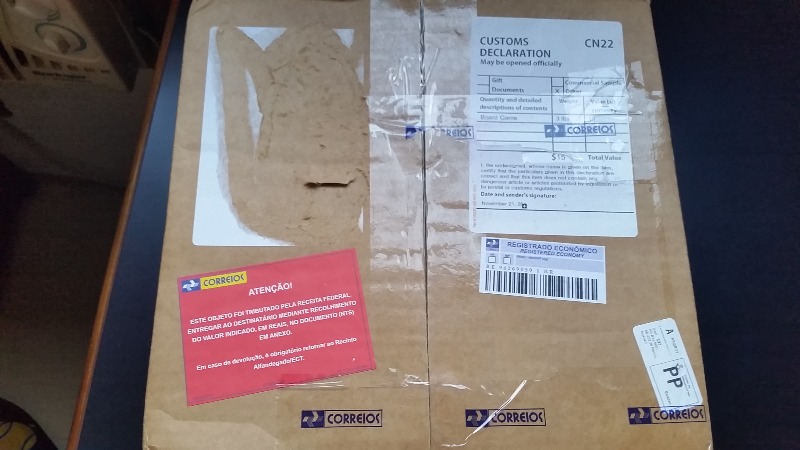 CUSTOMS CN22
DECLARATION
May be opened officially
Gift Commercial Sample
Documents X Other
Quantity and detailed Weight Value
descriptions of contents
Board Game
CORREIOS CORREIOS
$15 Total Value
I, the undersigned, whose name is given on the item,
certify that the particulars given in this declaration are
correct and that this item does not contain any
dangerous article or articles prohibited by legislation or
by postal or customs regulations.
Date and sender's signature:
November 21,
REGISTRADO ECONÔMICO
REGISTERED ECONOMY
CORREIOS
ATENÇÃO!
ESTE OBJETO FOI TRIBUTADO PELA RECEITA FEDERAL
ENTREGAR AO DESTINATÁRIO MEDIANTE RECOLHIMENTO
DO VALOR INDICADO, EM REAIS, NO DOCUMENTO (NTS)
EM ANEXO.
Em caso de devolução, é obrigatório retornar ao Recinto
Alfandegado/ECT.
A PRIORITY
PP
CORREIOS CORREIOS CORREIOS